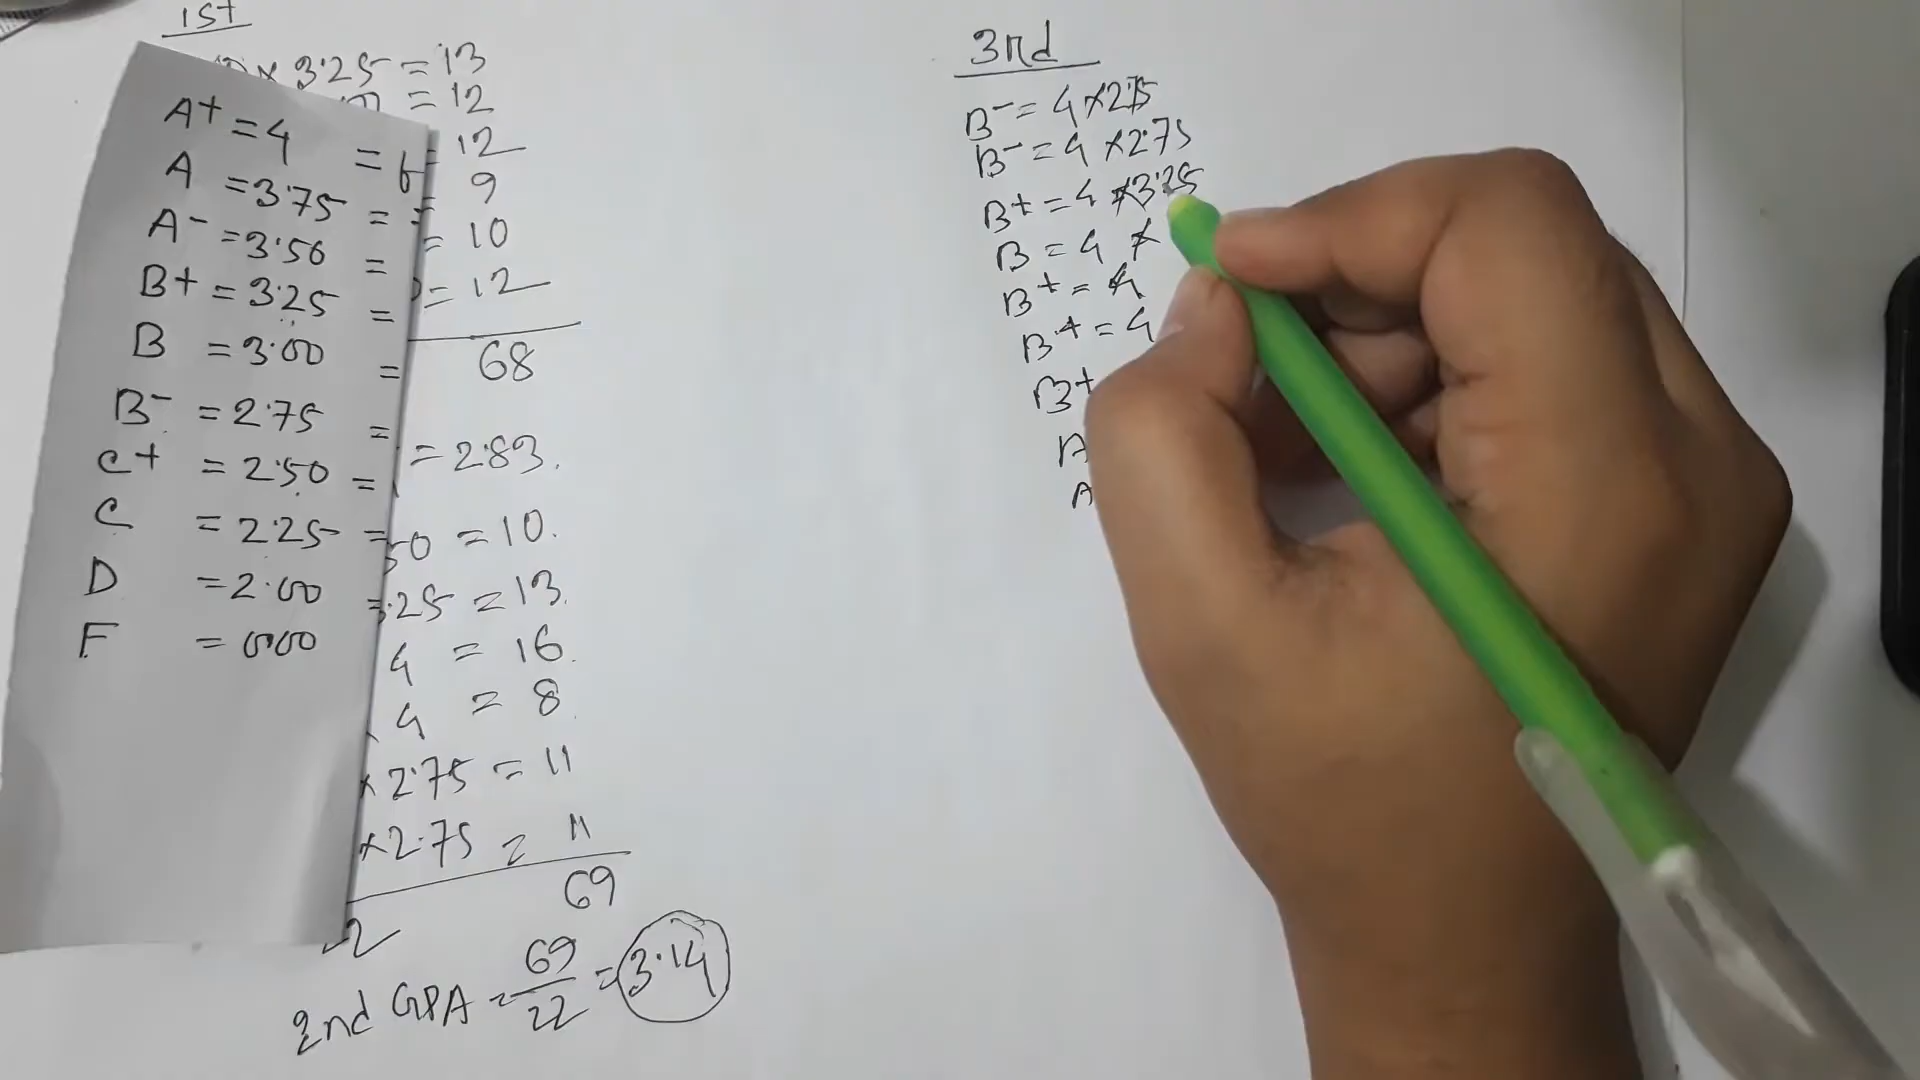 1st
× 3.25 = 13
= 12
= 12
= 9
= 10
= 12
68
= 2.83.
50 = 10.
3.25 = 13.
4 = 16.
4 = 8
× 2.75 = 11
× 2.75 = 11
69
2nd GPA = 69/22 = 3.14
A+ = 4 =
A = 3.75 =
A- = 3.50 =
B+ = 3.25 =
B = 3.00 =
B- = 2.75 =
C+ = 2.50 =
C = 2.25 =
D = 2.00
F = 0.00
3rd
B- = 4 × 2.75
B- = 4 × 2.75
B+ = 4 × 3.25
B = 4 ×
B+ = 4
B+ = 4
B+
A
A